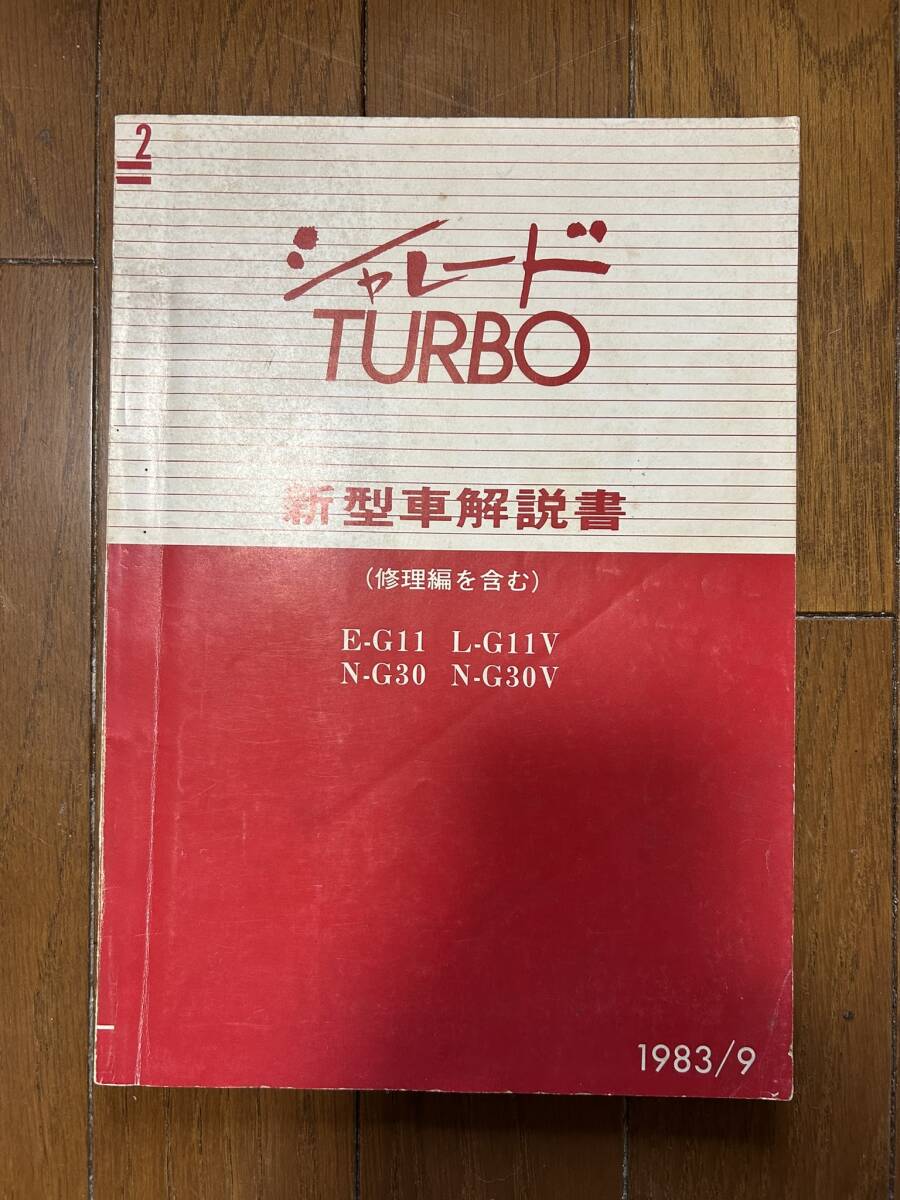 2
シャレード
TURBO
新型車解説書
(修理編を含む)
E-G11 L-G11V
N-G30 N-G30V
1983/9